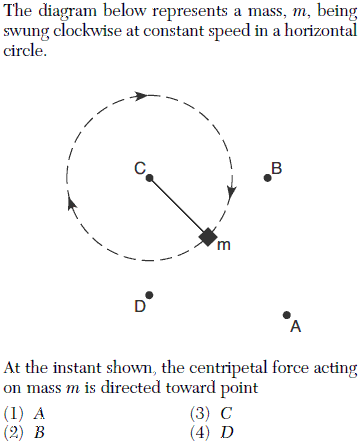 The diagram below represents a mass, m, being
swung clockwise at constant speed in a horizontal
circle.
C
B
m
D
A
At the instant shown, the centripetal force acting
on mass m is directed toward point
(1) A (3) C
(2) B (4) D